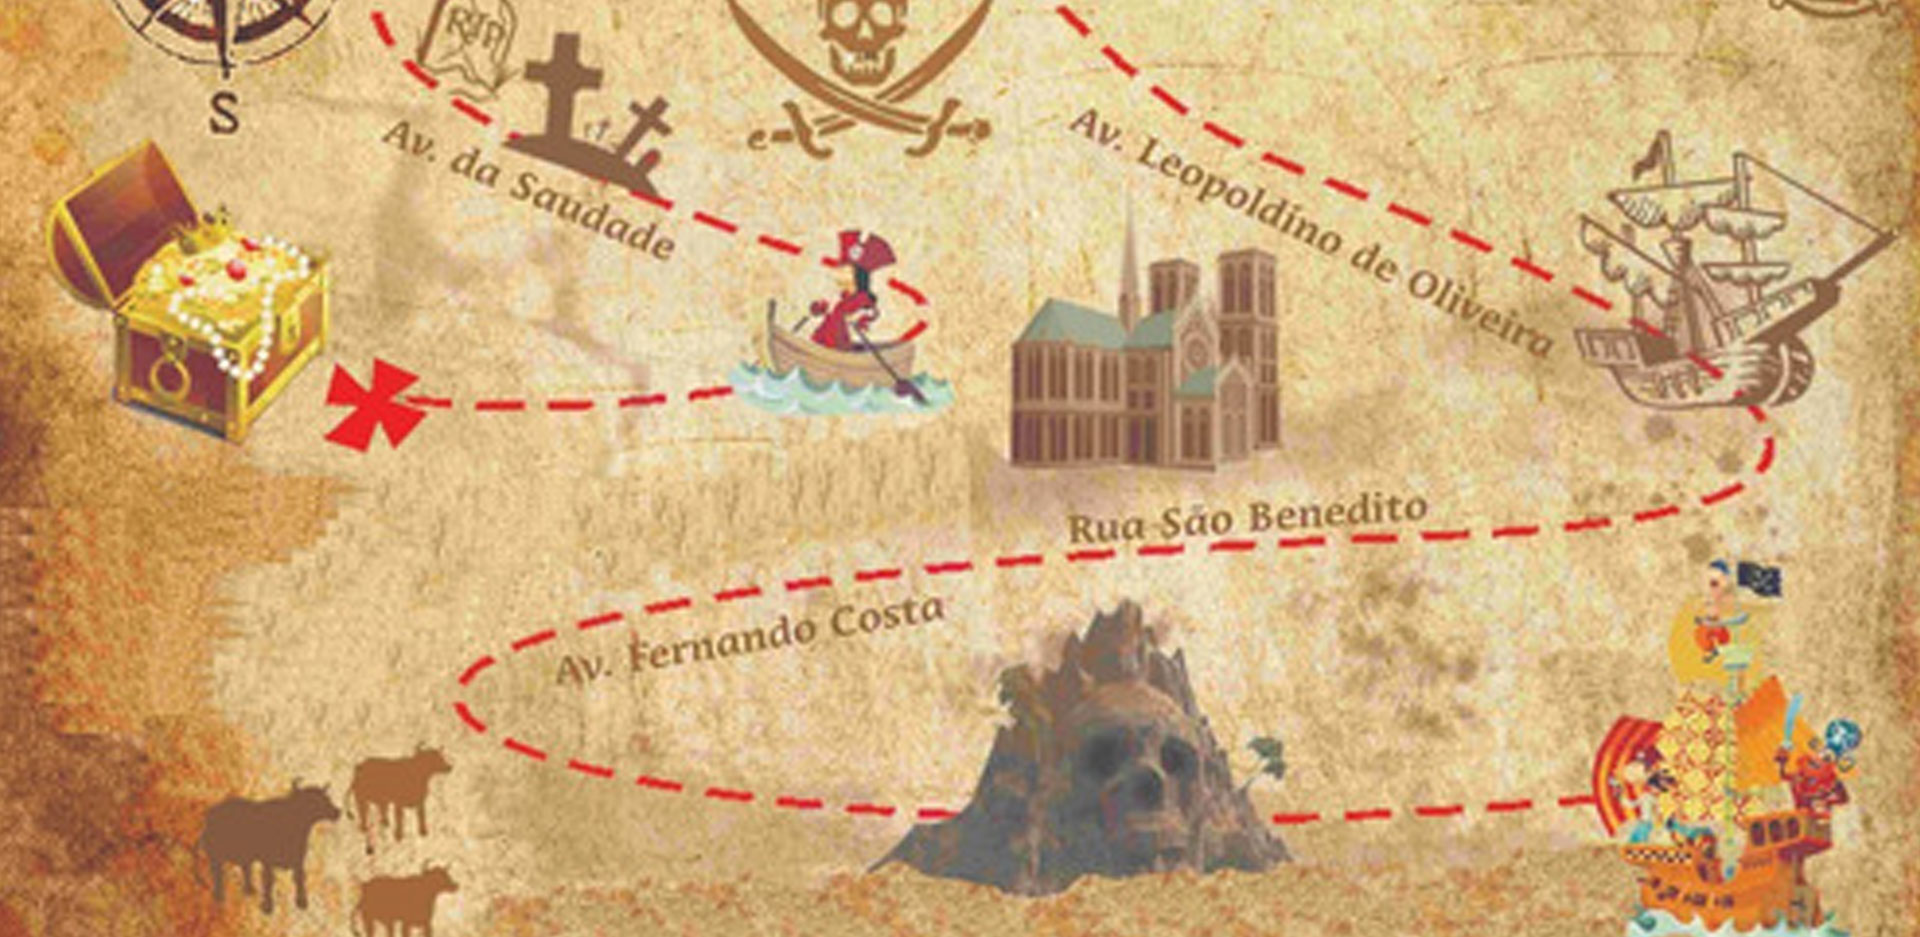 RIP
S
Av. da Saudade
Av. Leopoldino de Oliveira
Rua São Benedito
Av. Fernando Costa